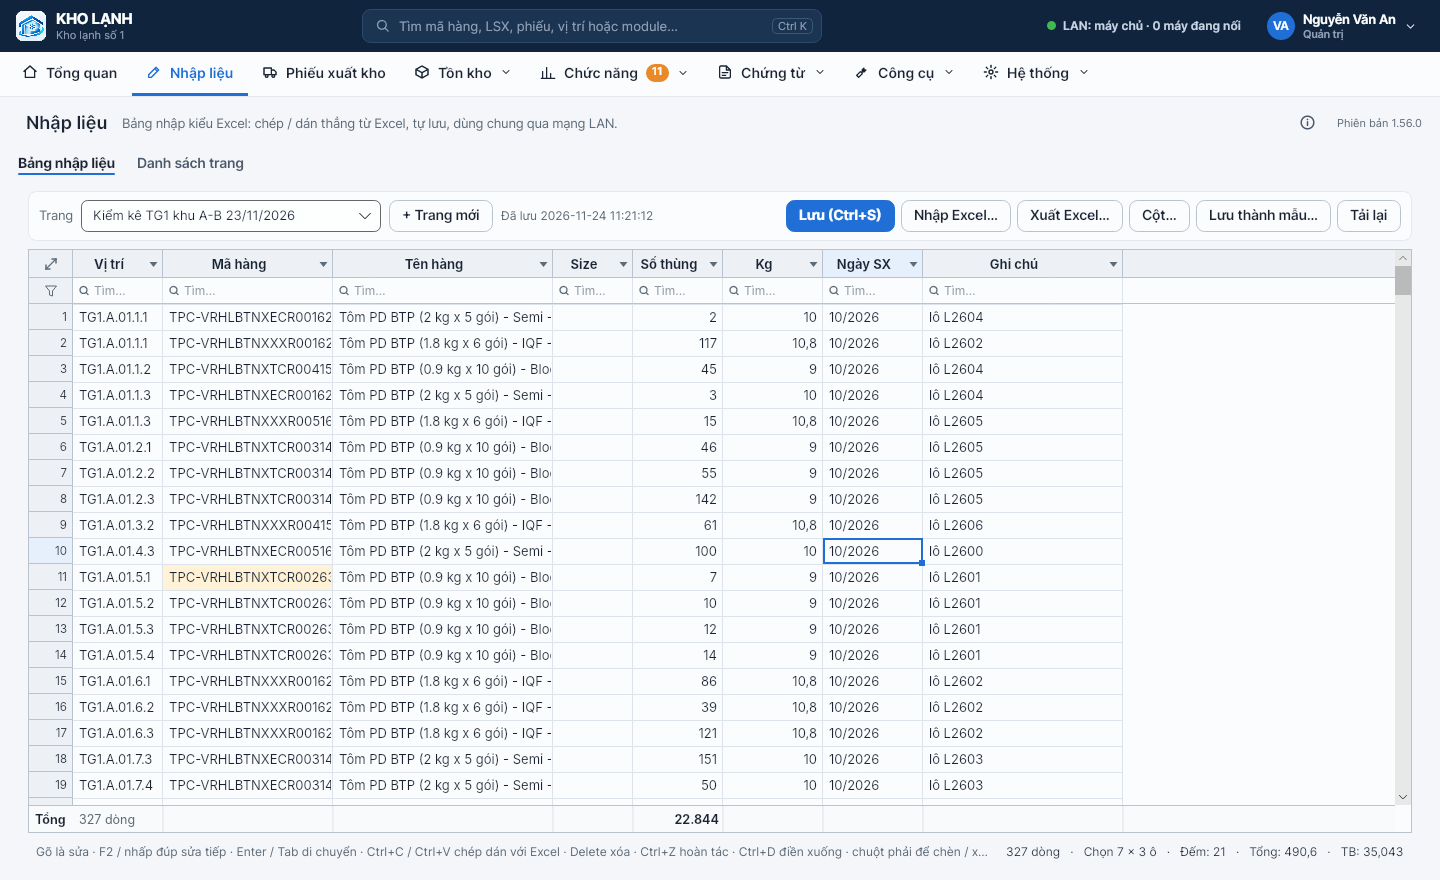 KHO LẠNH
Kho lạnh số 1
Tìm mã hàng, LSX, phiếu, vị trí hoặc module... Ctrl K
LAN: máy chủ · 0 máy đang nối
VA Nguyễn Văn An
Quản trị
Tổng quan Nhập liệu Phiếu xuất kho Tồn kho Chức năng 11 Chứng từ Công cụ Hệ thống
Nhập liệu Bảng nhập kiểu Excel: chép / dán thẳng từ Excel, tự lưu, dùng chung qua mạng LAN. Phiên bản 1.56.0
Bảng nhập liệu Danh sách trang
Trang Kiểm kê TG1 khu A-B 23/11/2026 + Trang mới Đã lưu 2026-11-24 11:21:12 Lưu (Ctrl+S) Nhập Excel... Xuất Excel... Cột... Lưu thành mẫu... Tải lại
Vị trí Mã hàng Tên hàng Size Số thùng Kg Ngày SX Ghi chú
Tìm... Tìm... Tìm... Tìm... Tìm... Tìm... Tìm... Tìm...
1 TG1.A.01.1.1 TPC-VRHLBTNXECR00162 Tôm PD BTP (2 kg x 5 gói) - Semi - 2 10 10/2026 lô L2604
2 TG1.A.01.1.1 TPC-VRHLBTNXXXR00162 Tôm PD BTP (1.8 kg x 6 gói) - IQF - 117 10,8 10/2026 lô L2602
3 TG1.A.01.1.2 TPC-VRHLBTNXTCR00415 Tôm PD BTP (0.9 kg x 10 gói) - Bloc 45 9 10/2026 lô L2604
4 TG1.A.01.1.3 TPC-VRHLBTNXECR00162 Tôm PD BTP (2 kg x 5 gói) - Semi - 3 10 10/2026 lô L2604
5 TG1.A.01.1.3 TPC-VRHLBTNXXXR00516 Tôm PD BTP (1.8 kg x 6 gói) - IQF - 15 10,8 10/2026 lô L2605
6 TG1.A.01.2.1 TPC-VRHLBTNXTCR00314 Tôm PD BTP (0.9 kg x 10 gói) - Bloc 46 9 10/2026 lô L2605
7 TG1.A.01.2.2 TPC-VRHLBTNXTCR00314 Tôm PD BTP (0.9 kg x 10 gói) - Bloc 55 9 10/2026 lô L2605
8 TG1.A.01.2.3 TPC-VRHLBTNXTCR00314 Tôm PD BTP (0.9 kg x 10 gói) - Bloc 142 9 10/2026 lô L2605
9 TG1.A.01.3.2 TPC-VRHLBTNXXXR00415 Tôm PD BTP (1.8 kg x 6 gói) - IQF - 61 10,8 10/2026 lô L2606
10 TG1.A.01.4.3 TPC-VRHLBTNXECR00516 Tôm PD BTP (2 kg x 5 gói) - Semi - 100 10 10/2026 lô L2600
11 TG1.A.01.5.1 TPC-VRHLBTNXTCR00263 Tôm PD BTP (0.9 kg x 10 gói) - Bloc 7 9 10/2026 lô L2601
12 TG1.A.01.5.2 TPC-VRHLBTNXTCR00263 Tôm PD BTP (0.9 kg x 10 gói) - Bloc 10 9 10/2026 lô L2601
13 TG1.A.01.5.3 TPC-VRHLBTNXTCR00263 Tôm PD BTP (0.9 kg x 10 gói) - Bloc 12 9 10/2026 lô L2601
14 TG1.A.01.5.4 TPC-VRHLBTNXTCR00263 Tôm PD BTP (0.9 kg x 10 gói) - Bloc 14 9 10/2026 lô L2601
15 TG1.A.01.6.1 TPC-VRHLBTNXXXR00162 Tôm PD BTP (1.8 kg x 6 gói) - IQF - 86 10,8 10/2026 lô L2602
16 TG1.A.01.6.2 TPC-VRHLBTNXXXR00162 Tôm PD BTP (1.8 kg x 6 gói) - IQF - 39 10,8 10/2026 lô L2602
17 TG1.A.01.6.3 TPC-VRHLBTNXXXR00162 Tôm PD BTP (1.8 kg x 6 gói) - IQF - 121 10,8 10/2026 lô L2602
18 TG1.A.01.7.3 TPC-VRHLBTNXECR00314 Tôm PD BTP (2 kg x 5 gói) - Semi - 151 10 10/2026 lô L2603
19 TG1.A.01.7.4 TPC-VRHLBTNXECR00314 Tôm PD BTP (2 kg x 5 gói) - Semi - 50 10 10/2026 lô L2603
Tổng 327 dòng 22.844
Gõ là sửa · F2 / nhấp đúp sửa tiếp · Enter / Tab di chuyển · Ctrl+C / Ctrl+V chép dán với Excel · Delete xóa · Ctrl+Z hoàn tác · Ctrl+D điền xuống · chuột phải để chèn / x... 327 dòng · Chọn 7 × 3 ô · Đếm: 21 · Tổng: 490,6 · TB: 35,043